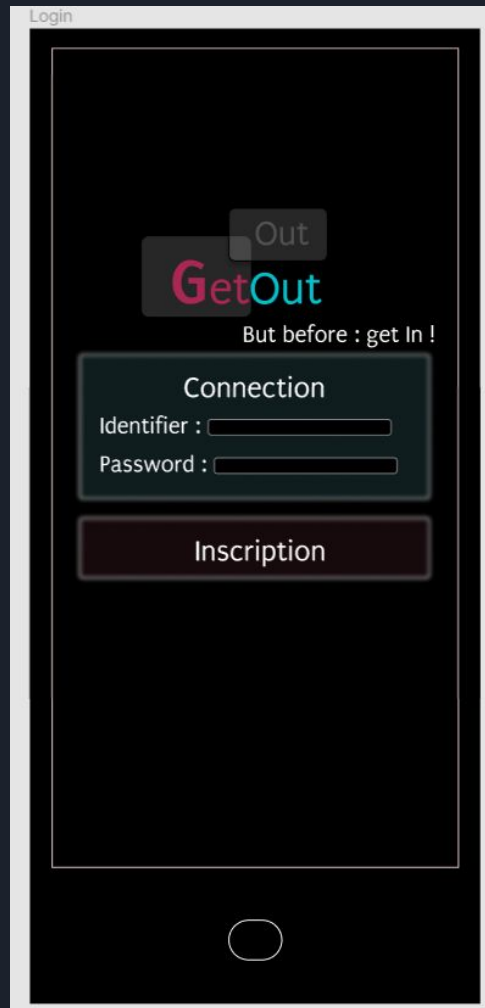 Login
Out
GetOut
But before : get In !
Connection
Identifier :
Password :
Inscription